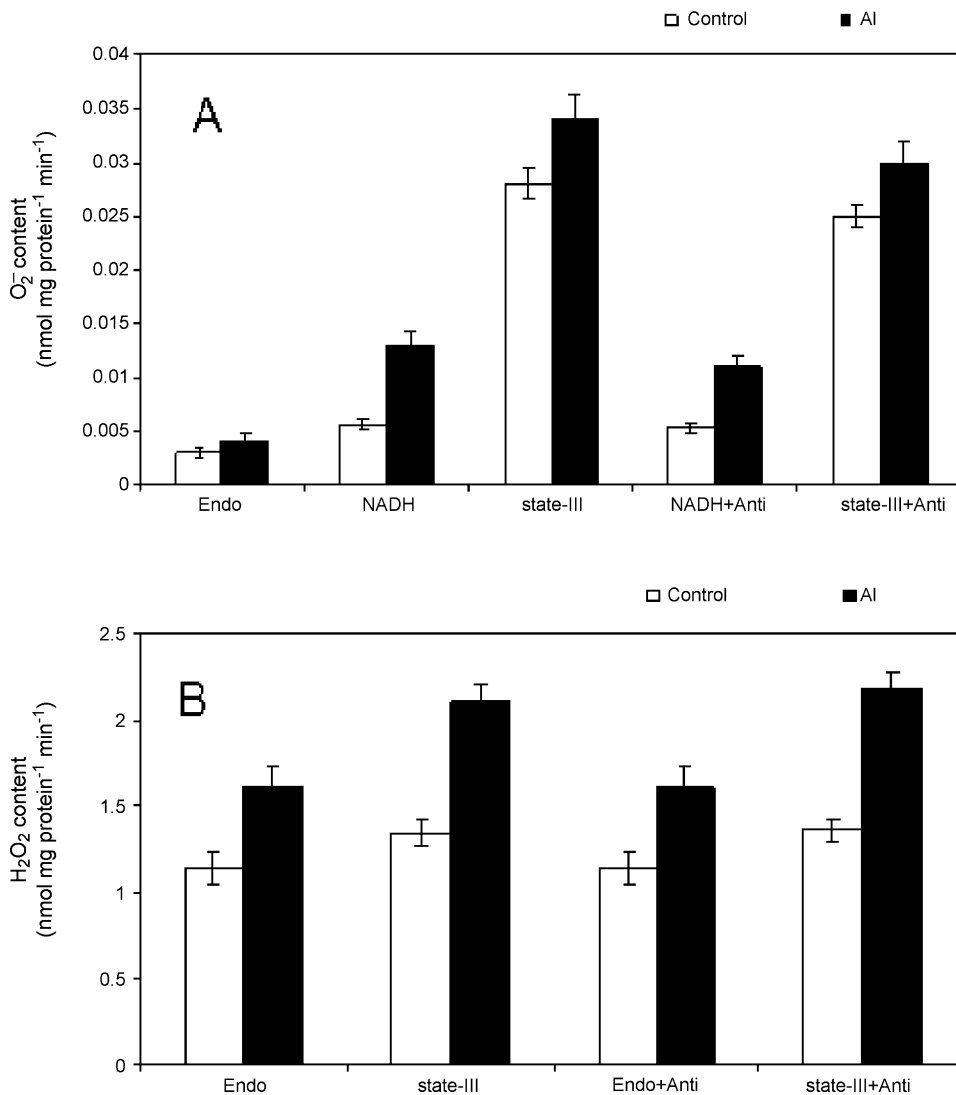 Control Al
A
0.04
0.035
0.03
0.025
0.02
0.015
0.01
0.005
0
O₂⁻ content
(nmol mg protein⁻¹ min⁻¹)
Endo NADH state-III NADH+Anti state-III+Anti
Control Al
B
2.5
2
1.5
1
0.5
0
H₂O₂ content
(nmol mg protein⁻¹ min⁻¹)
Endo state-III Endo+Anti state-III+Anti